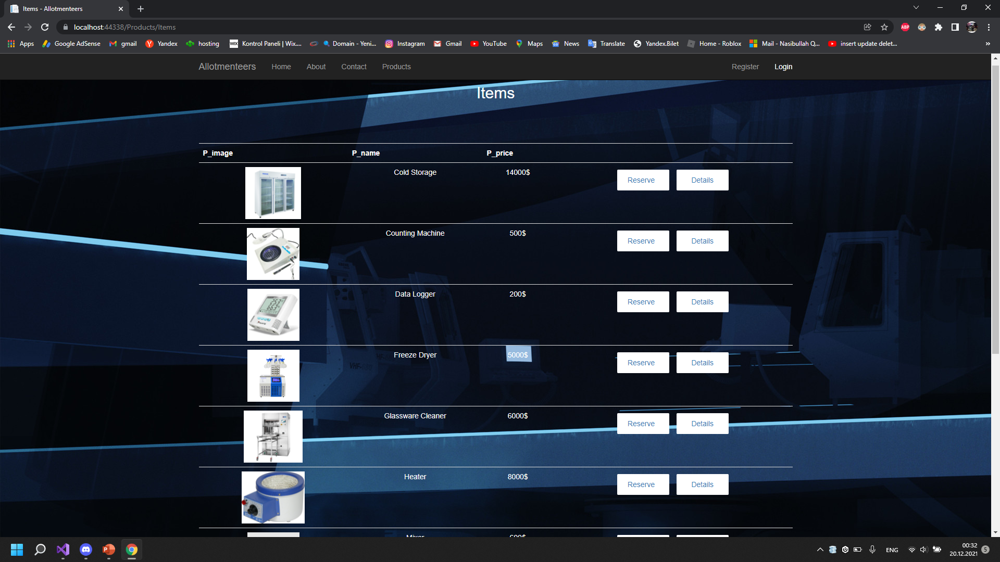 Items - Allotmenteers
localhost:44338/Products/Items
ABP
Apps Google AdSense gmail Yandex hosting WIX Kontrol Paneli | Wix.... Domain - Yeni... Instagram Gmail YouTube Maps News Translate Yandex.Bilet Home - Roblox Mail - Nasibullah Q... insert update delet... »
Allotmenteers Home About Contact Products Register Login
Items
P_image P_name P_price
Cold Storage 14000$ Reserve Details
Counting Machine 500$ Reserve Details
Data Logger 200$ Reserve Details
Freeze Dryer 5000$ Reserve Details
Glassware Cleaner 6000$ Reserve Details
Heater 8000$ Reserve Details
Mixer 600$
ENG 00:32 5
20.12.2021